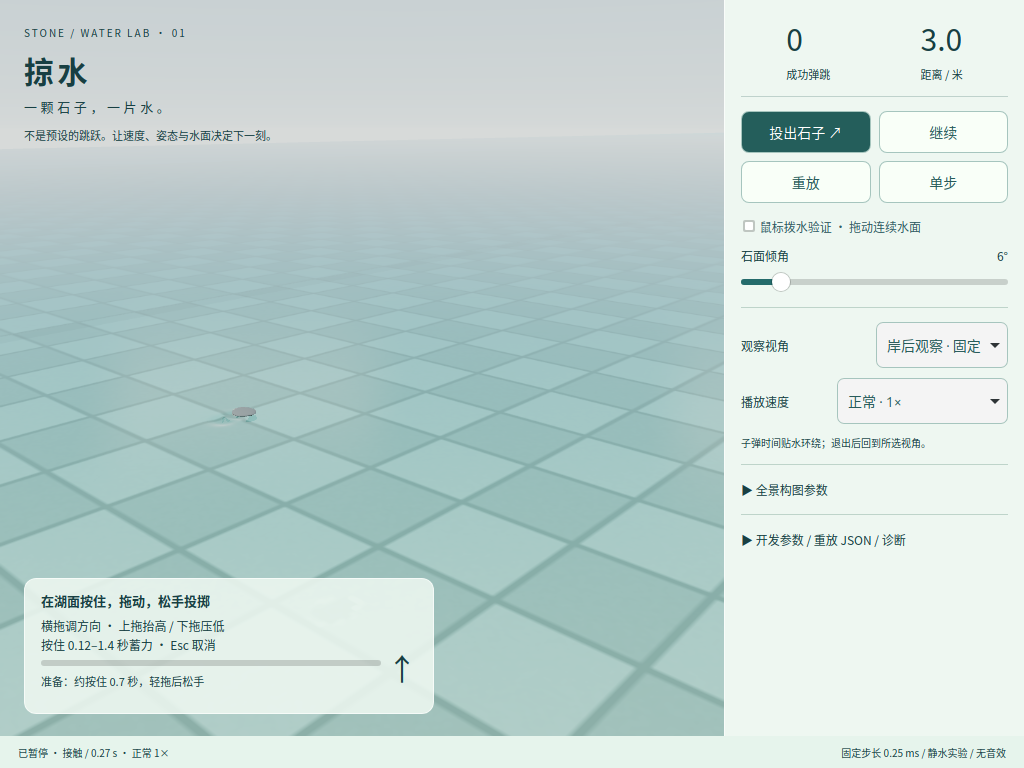 STONE / WATER LAB · 01
掠水
一颗石子，一片水。
不是预设的跳跃。让速度、姿态与水面决定下一刻。
0
3.0
成功弹跳
距离 / 米
投出石子 ↗
继续
重放
单步
鼠标拨水验证 · 拖动连续水面
石面倾角
6°
观察视角
岸后观察 · 固定
播放速度
正常 · 1×
子弹时间贴水环绕；退出后回到所选视角。
▶ 全景构图参数
▶ 开发参数 / 重放 JSON / 诊断
在湖面按住，拖动，松手投掷
横拖调方向 · 上拖抬高 / 下拖压低
按住 0.12–1.4 秒蓄力 · Esc 取消
↑
准备：约按住 0.7 秒，轻拖后松手
已暂停 · 接触 / 0.27 s · 正常 1×
固定步长 0.25 ms / 静水实验 / 无音效